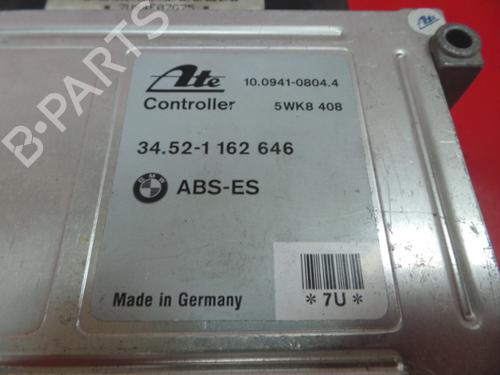 Ate
10.0941-0804.4
Controller
5WK8 408
34.52-1 162 646
BMW
ABS-ES
Made in Germany
*7U*
Ate
B-PARTS